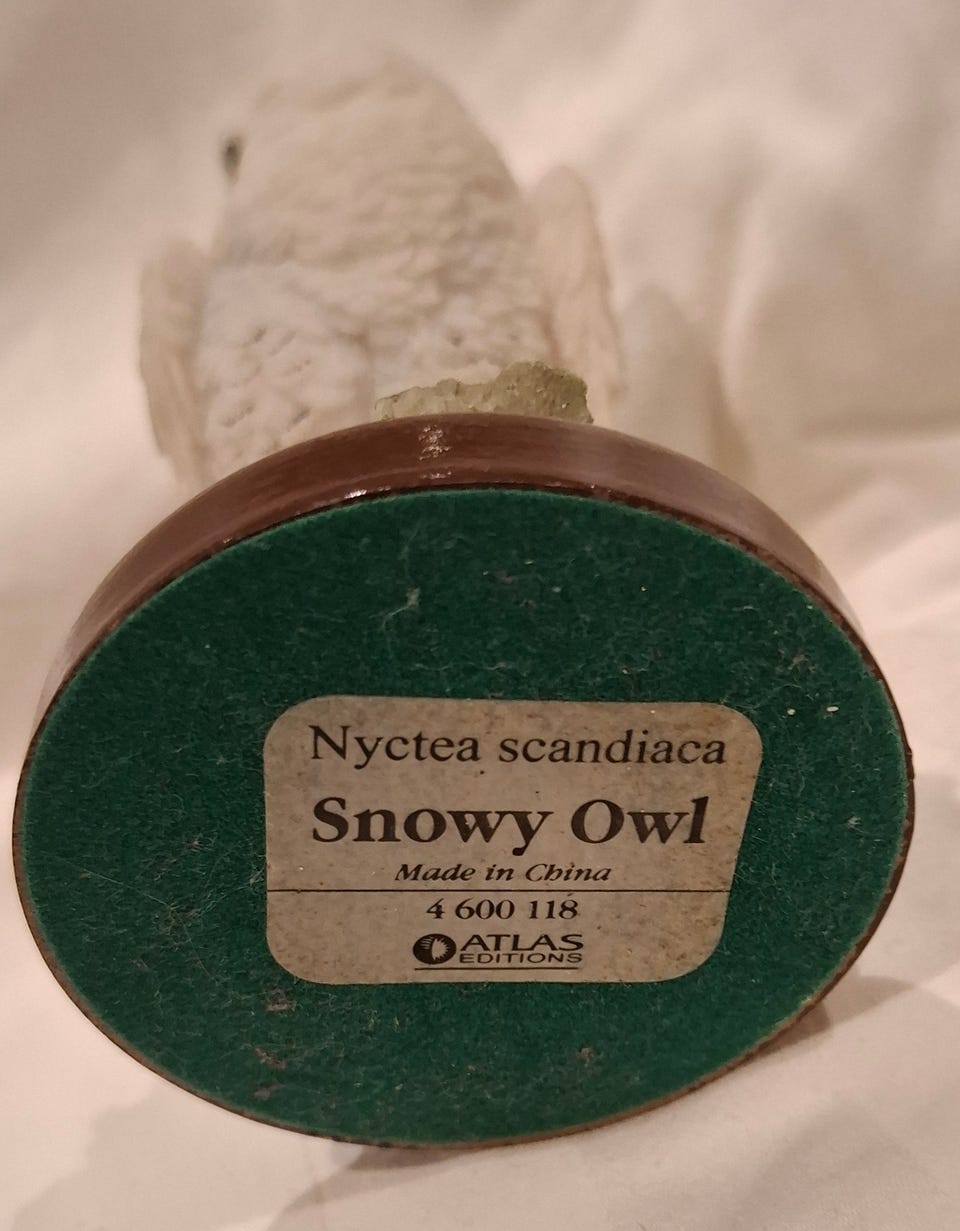 Nyctea scandiaca
Snowy Owl
Made in China
4 600 118
ATLAS
EDITIONS